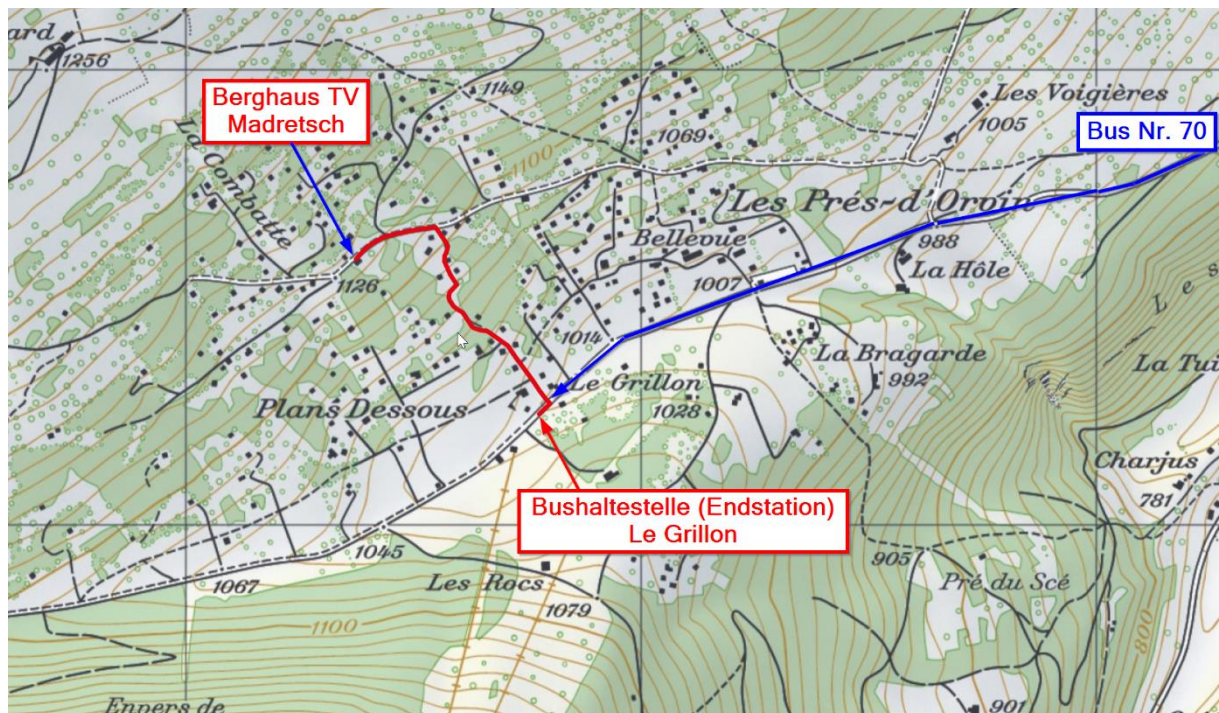 ard
1256
Berghaus TV
Madretsch
La Combatte
1149
1069
1100
Les Voigières
1005
Bus Nr. 70
Les Prés-d'Orvin
Bellevue
988
1007
La Hôle
1126
1014
La Bragarde
992
Les
La Tui
Le Grillon
1028
Plans Dessous
Charjus
781
Bushaltestelle (Endstation)
Le Grillon
1045
905
Les Rocs
Pré du Scé
1067
1079
1100
800
901
Envers de